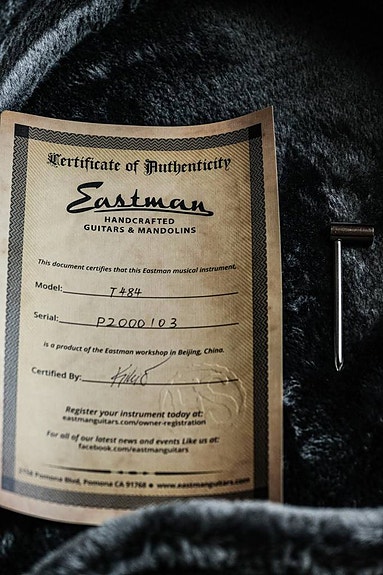 Certificate of Authenticity
Eastman
HANDCRAFTED
GUITARS & MANDOLINS
This document certifies that this Eastman musical instrument,
Model: T484
Serial: P2000103
is a product of the Eastman workshop in Beijing, China.
Certified By:
Register your instrument today at:
eastmanguitars.com/owner-registration
For all of our latest news and events Like us at:
facebook.com/eastmanguitars
Pomona Blvd, Pomona CA 91768 • www.eastmanguitars.com